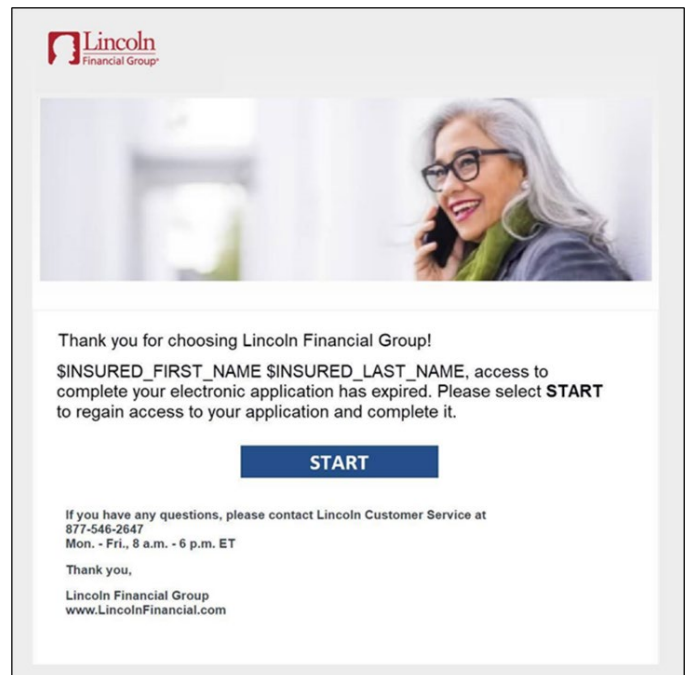 Lincoln
Financial Group®
Thank you for choosing Lincoln Financial Group!
$INSURED_FIRST_NAME $INSURED_LAST_NAME, access to
complete your electronic application has expired. Please select START
to regain access to your application and complete it.
START
If you have any questions, please contact Lincoln Customer Service at
877-546-2647
Mon. - Fri., 8 a.m. - 6 p.m. ET
Thank you,
Lincoln Financial Group
www.LincolnFinancial.com